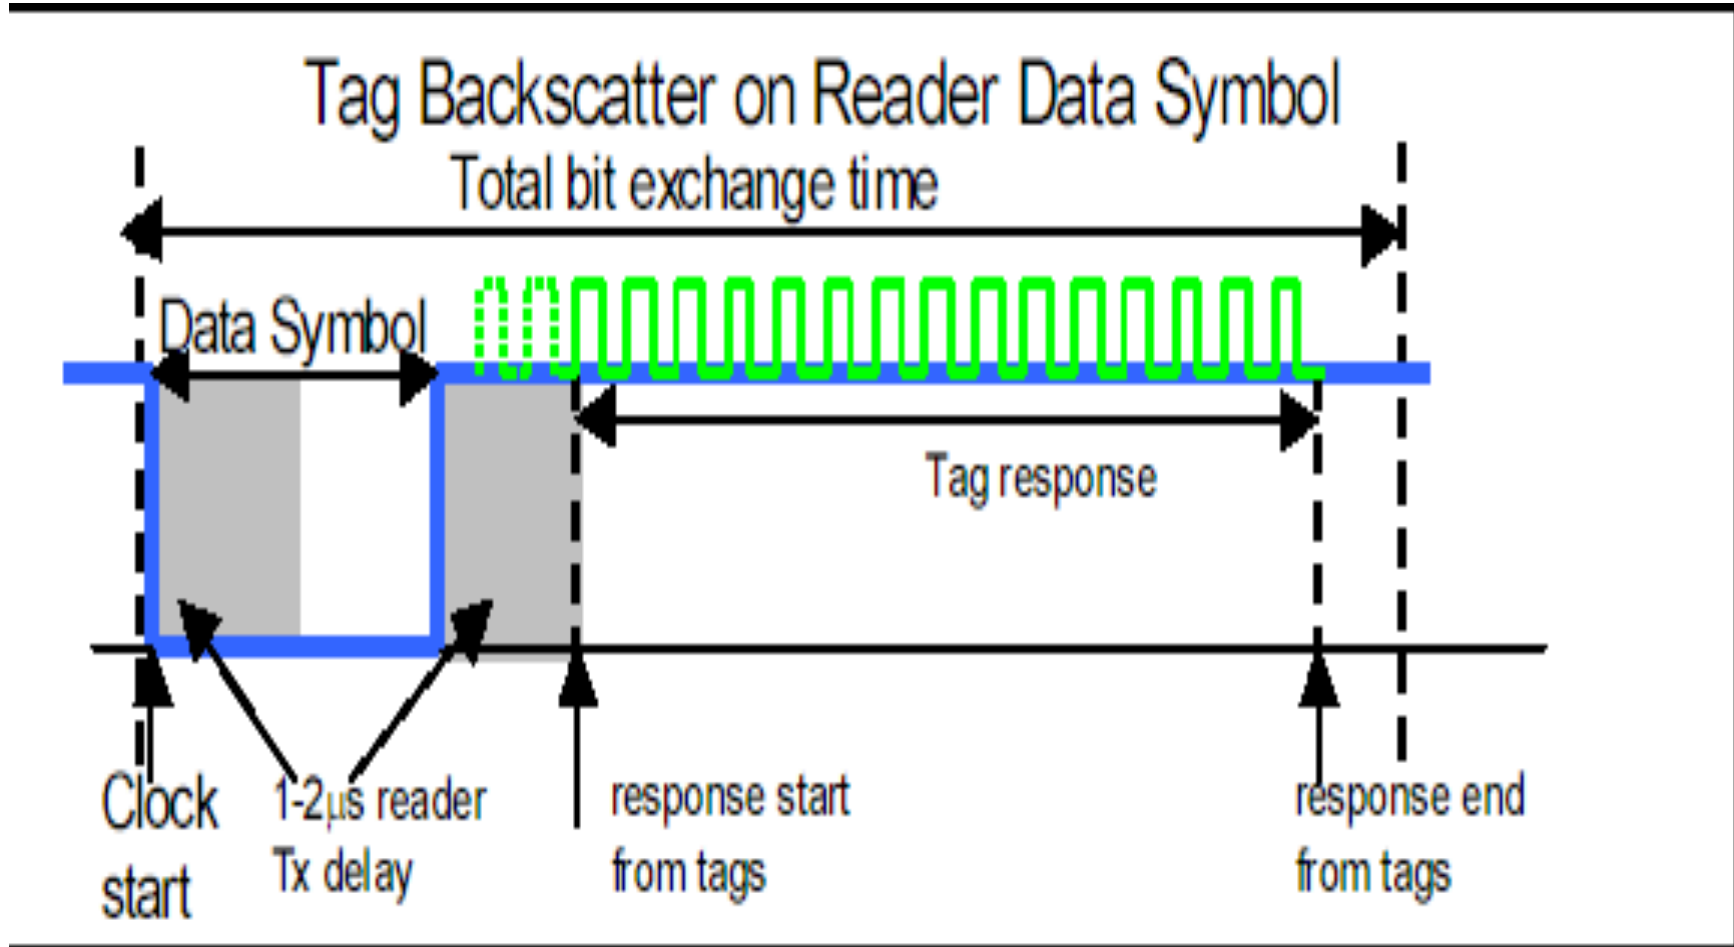 Tag Backscatter on Reader Data Symbol
Total bit exchange time
Data Symbol
Tag response
Clock
start
1-2μs reader
Tx delay
response start
from tags
response end
from tags